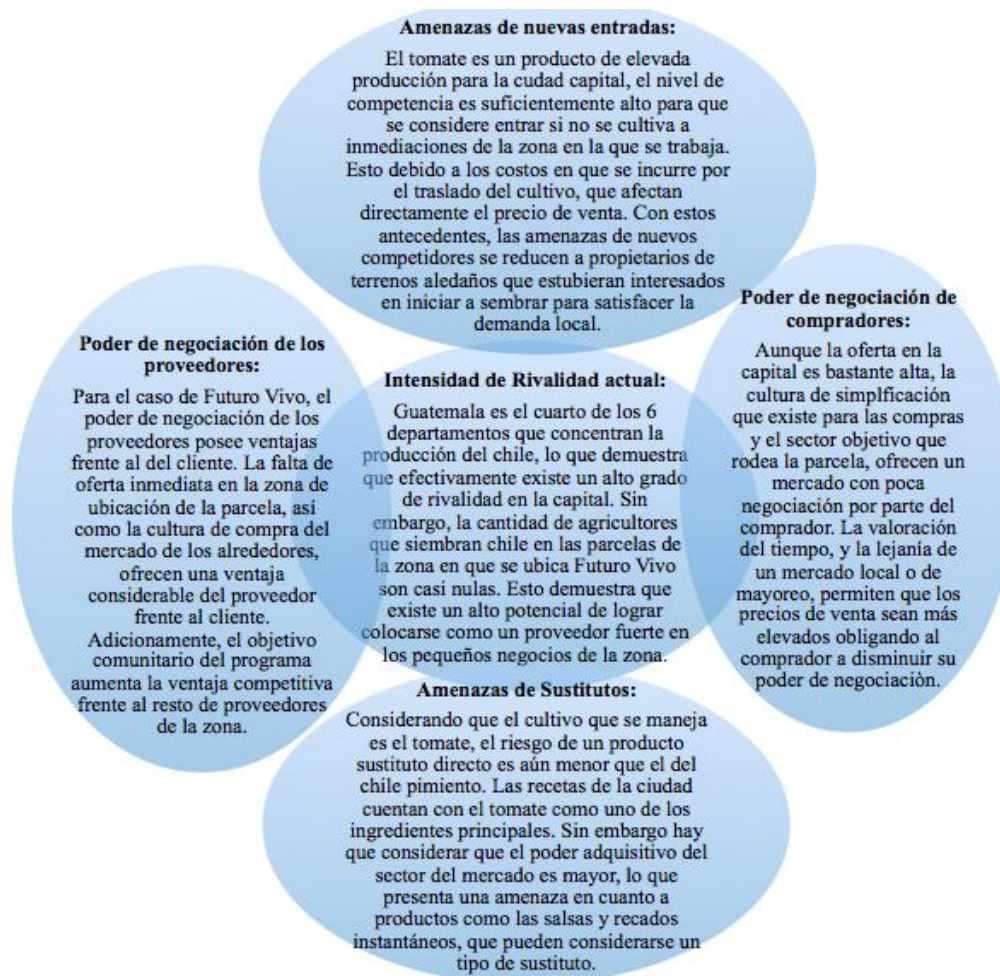 Amenazas de nuevas entradas:
El tomate es un producto de elevada
producción para la cudad capital, el nivel de
competencia es suficientemente alto para que
se considere entrar si no se cultiva a
inmediaciones de la zona en la que se trabaja.
Esto debido a los costos en que se incurre por
el traslado del cultivo, que afectan
directamente el precio de venta. Con estos
antecedentes, las amenazas de nuevos
competidores se reducen a propietarios de
terrenos aledaños que estubieran interesados
en iniciar a sembrar para satisfacer la
demanda local.
Poder de negociación de los
proveedores:
Para el caso de Futuro Vivo, el
poder de negociación de los
proveedores posee ventajas
frente al del cliente. La falta de
oferta inmediata en la zona de
ubicación de la parcela, así
como la cultura de compra del
mercado de los alrededores,
ofrecen una ventaja
considerable del proveedor
frente al cliente.
Adicionamente, el objetivo
comunitario del programa
aumenta la ventaja competitiva
frente al resto de proveedores
de la zona.
Intensidad de Rivalidad actual:
Guatemala es el cuarto de los 6
departamentos que concentran la
producción del chile, lo que demuestra
que efectivamente existe un alto grado
de rivalidad en la capital. Sin
embargo, la cantidad de agricultores
que siembran chile en las parcelas de
la zona en que se ubica Futuro Vivo
son casi nulas. Esto demuestra que
existe un alto potencial de lograr
colocarse como un proveedor fuerte en
los pequeños negocios de la zona.
Poder de negociación de
compradores:
Aunque la oferta en la
capital es bastante alta, la
cultura de simplficación
que existe para las compras
y el sector objetivo que
rodea la parcela, ofrecen un
mercado con poca
negociación por parte del
comprador. La valoración
del tiempo, y la lejanía de
un mercado local o de
mayoreo, permiten que los
precios de venta sean más
elevados obligando al
comprador a disminuir su
poder de negociaciòn.
Amenazas de Sustitutos:
Considerando que el cultivo que se maneja
es el tomate, el riesgo de un producto
sustituto directo es aún menor que el del
chile pimiento. Las recetas de la ciudad
cuentan con el tomate como uno de los
ingredientes principales. Sin embargo hay
que considerar que el poder adquisitivo del
sector del mercado es mayor, lo que
presenta una amenaza en cuanto a
productos como las salsas y recados
instantáneos, que pueden considerarse un
tipo de sustituto.